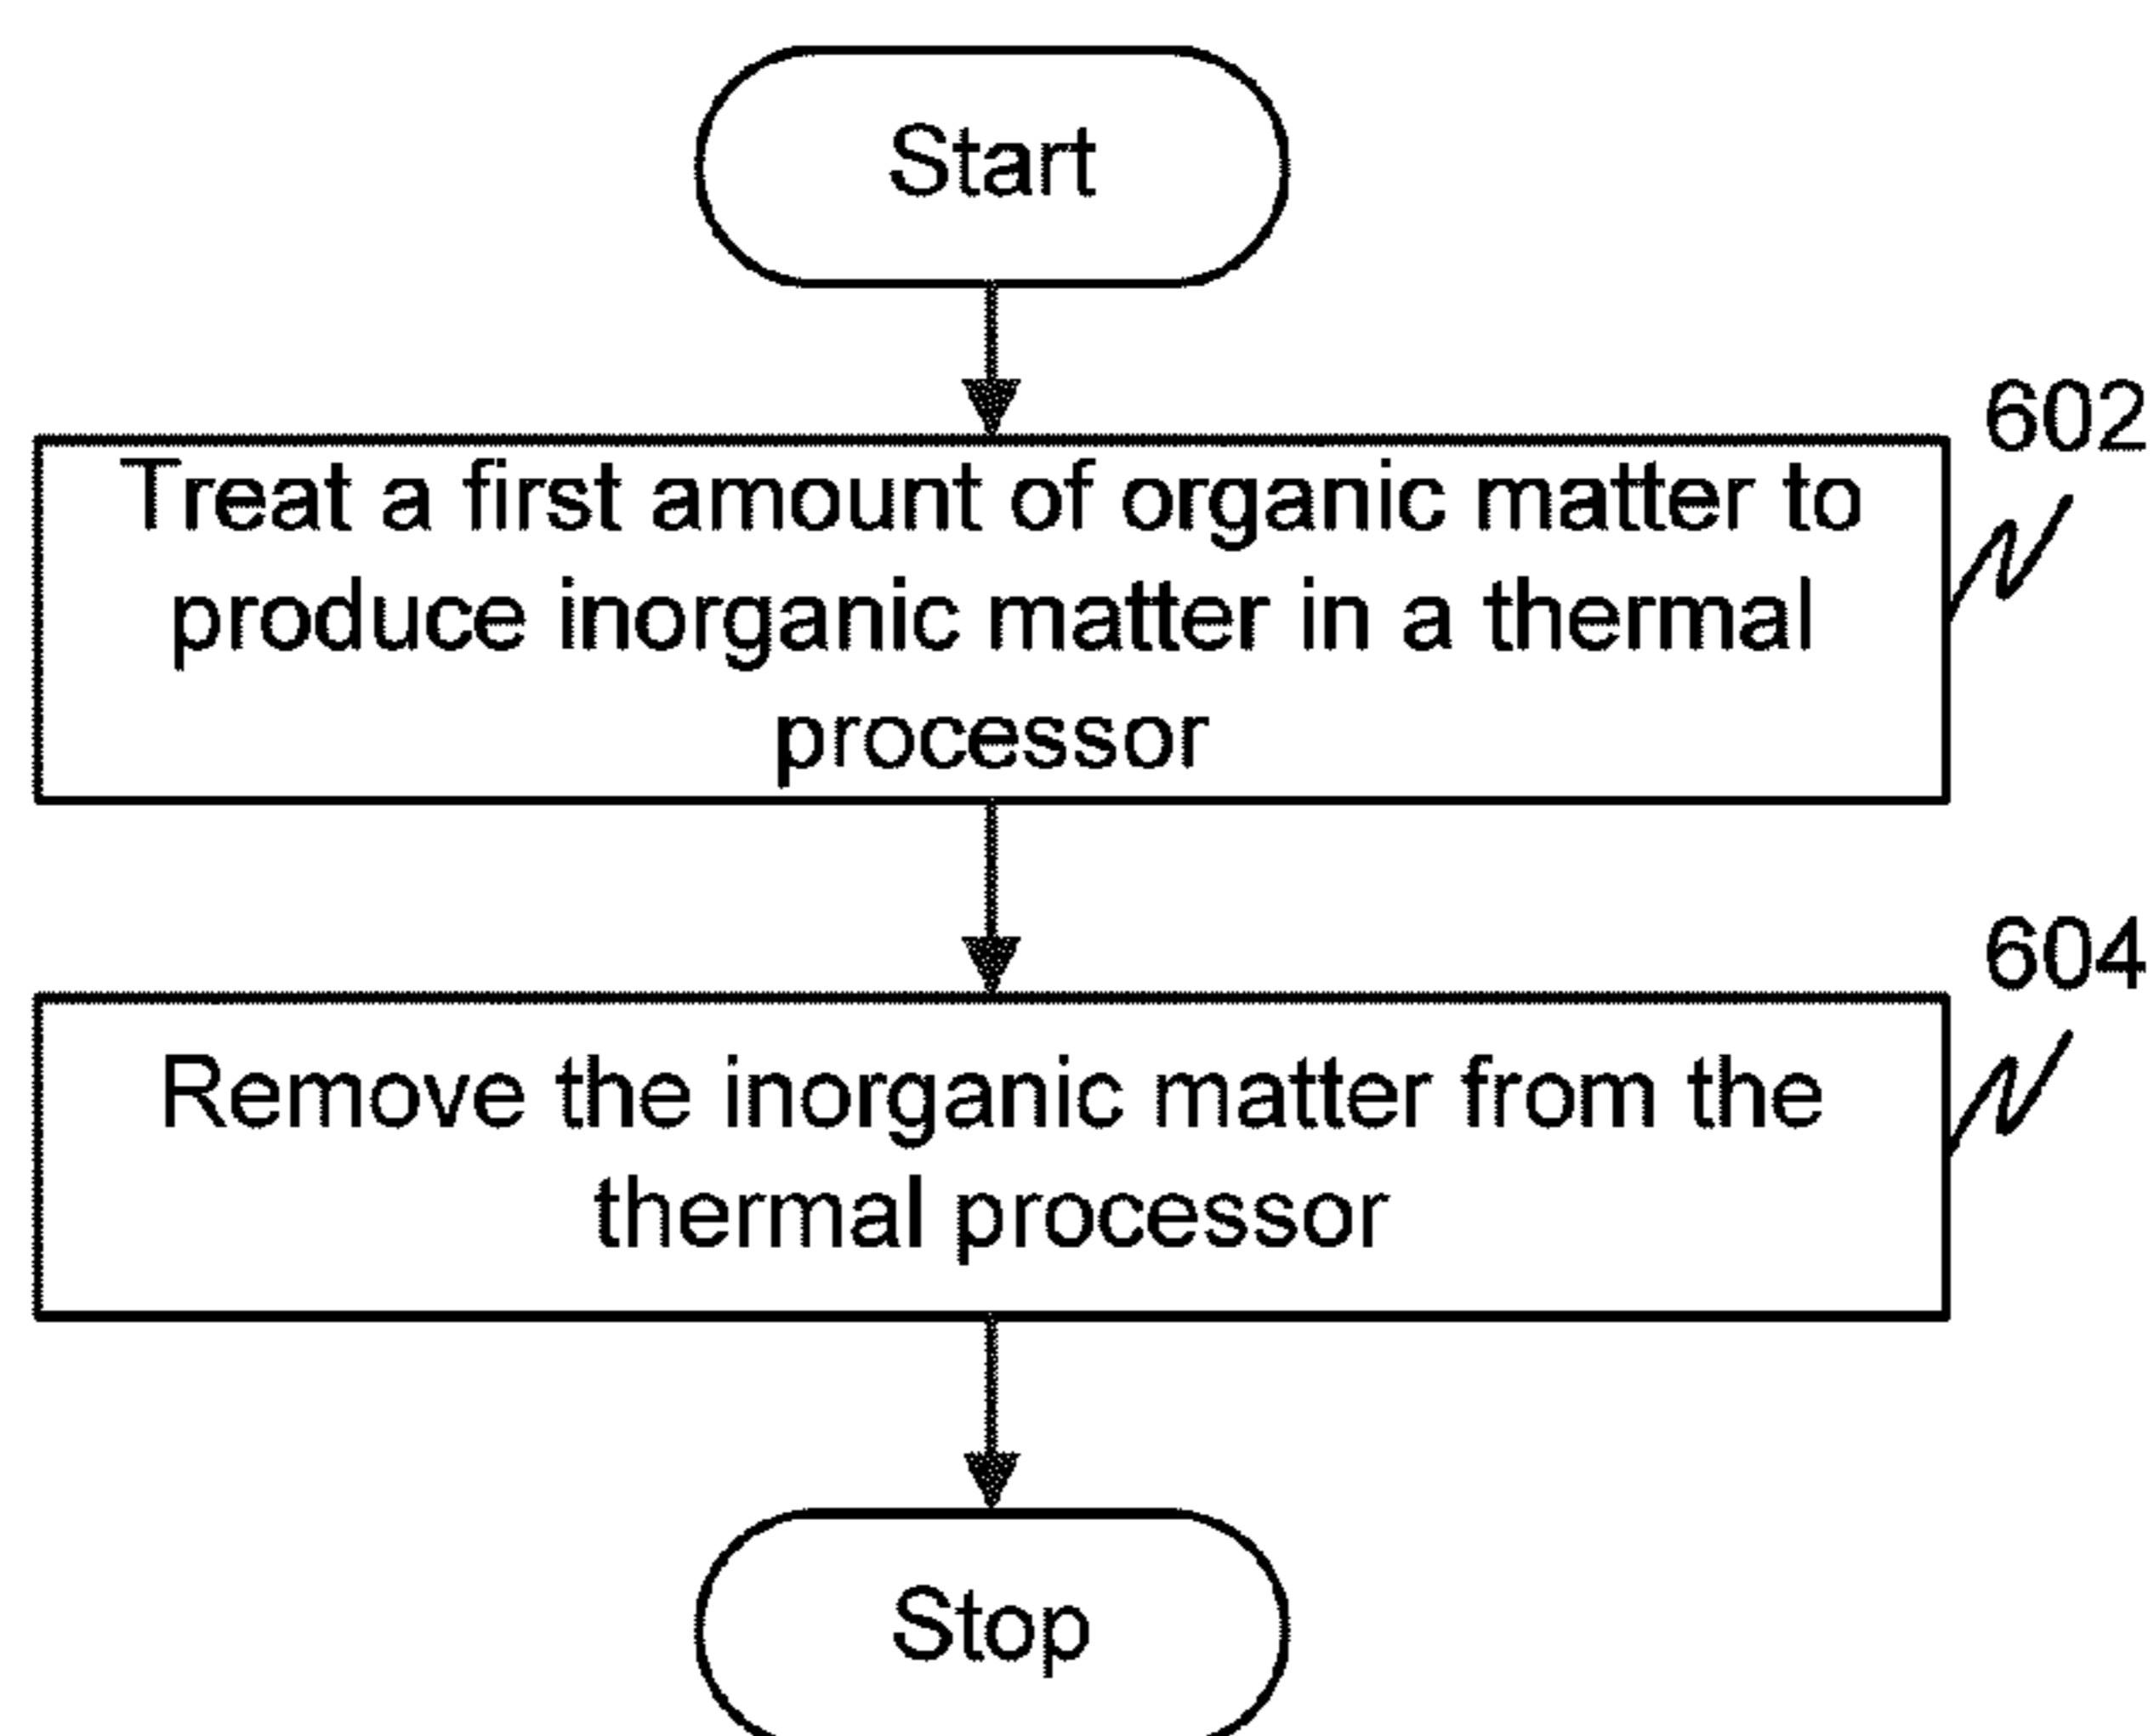 Start
602
Treat a first amount of organic matter to
produce inorganic matter in a thermal
processor
604
Remove the inorganic matter from the
thermal processor
Stop